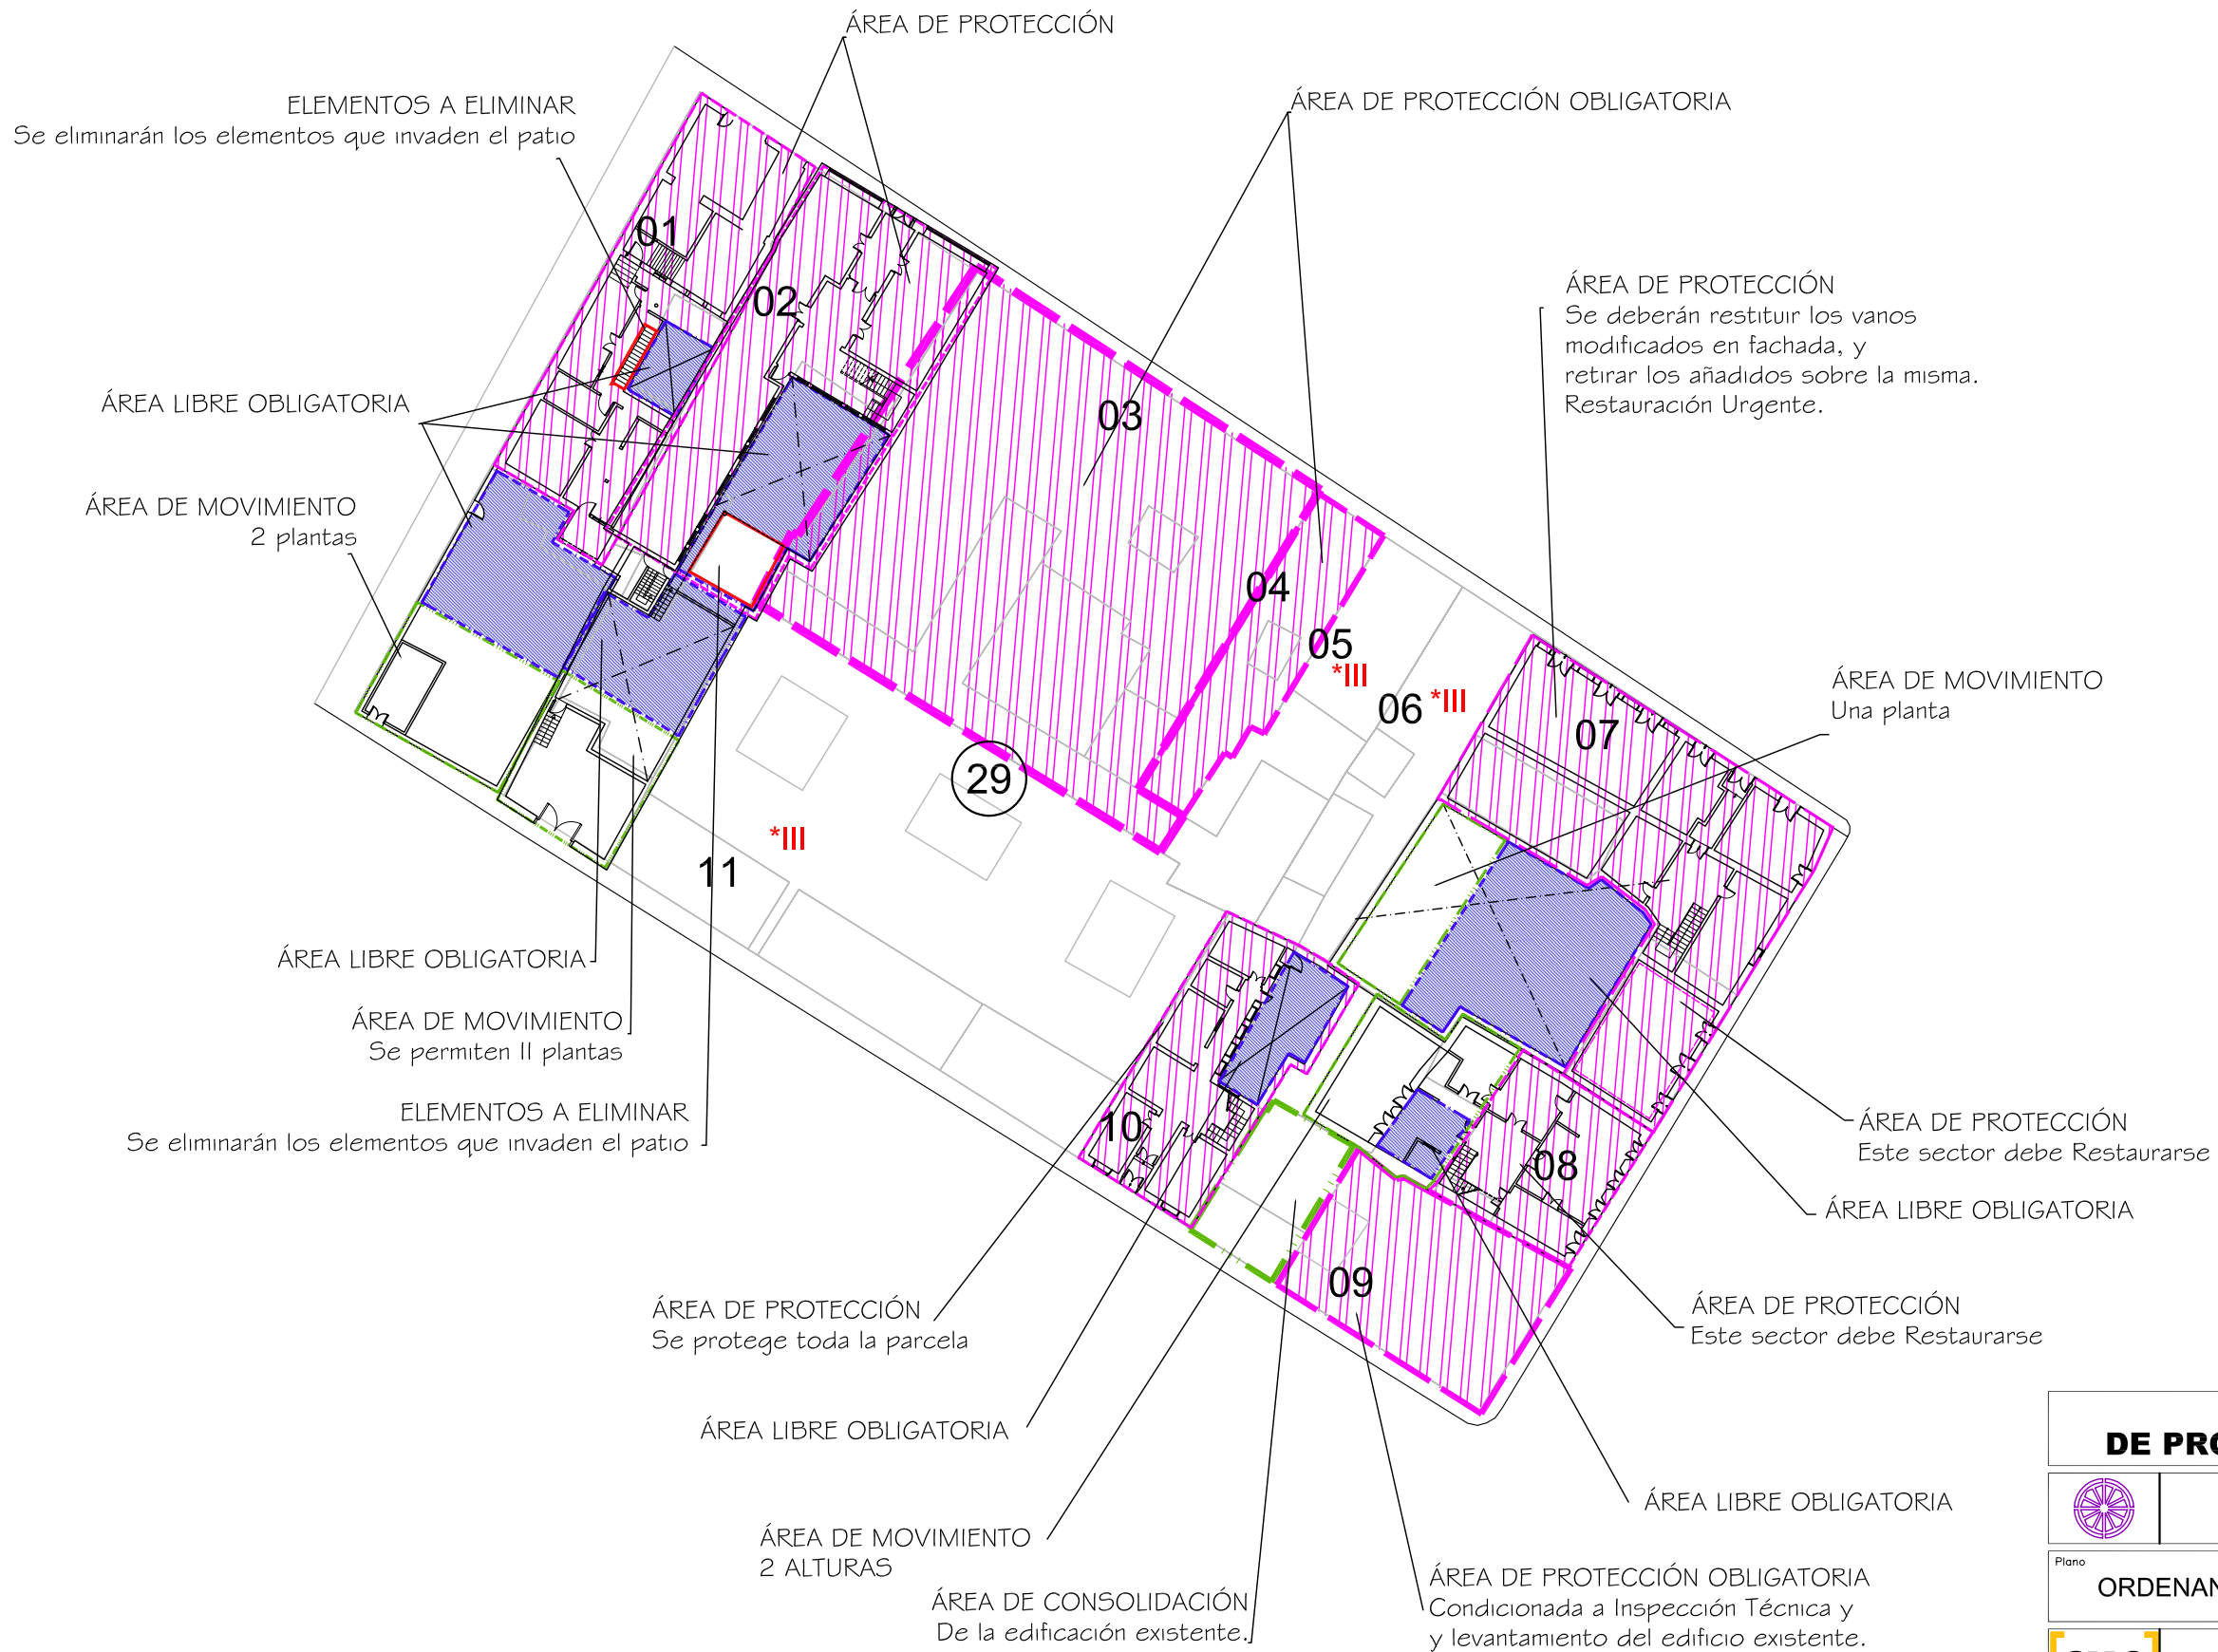 ÁREA DE PROTECCIÓN
ELEMENTOS A ELIMINAR
Se eliminarán los elementos que invaden el patio
ÁREA DE PROTECCIÓN OBLIGATORIA
ÁREA DE PROTECCIÓN
Se deberán restituir los vanos
modificados en fachada, y
retirar los añadidos sobre la misma.
Restauración Urgente.
01
02
03
ÁREA LIBRE OBLIGATORIA
ÁREA DE MOVIMIENTO
2 plantas
04
05
*III
06 *III
07
ÁREA DE MOVIMIENTO
Una planta
29
*III
11
ÁREA LIBRE OBLIGATORIA
ÁREA DE MOVIMIENTO
Se permiten II plantas
ELEMENTOS A ELIMINAR
Se eliminarán los elementos que invaden el patio
10
08
09
ÁREA DE PROTECCIÓN
Este sector debe Restaurarse
ÁREA LIBRE OBLIGATORIA
ÁREA DE PROTECCIÓN
Este sector debe Restaurarse
ÁREA DE PROTECCIÓN
Se protege toda la parcela
ÁREA LIBRE OBLIGATORIA
ÁREA LIBRE OBLIGATORIA
ÁREA DE MOVIMIENTO
2 ALTURAS
ÁREA DE CONSOLIDACIÓN
De la edificación existente.
ÁREA DE PROTECCIÓN OBLIGATORIA
Condicionada a Inspección Técnica y
y levantamiento del edificio existente.
DE PRO
Plano
ORDENAN